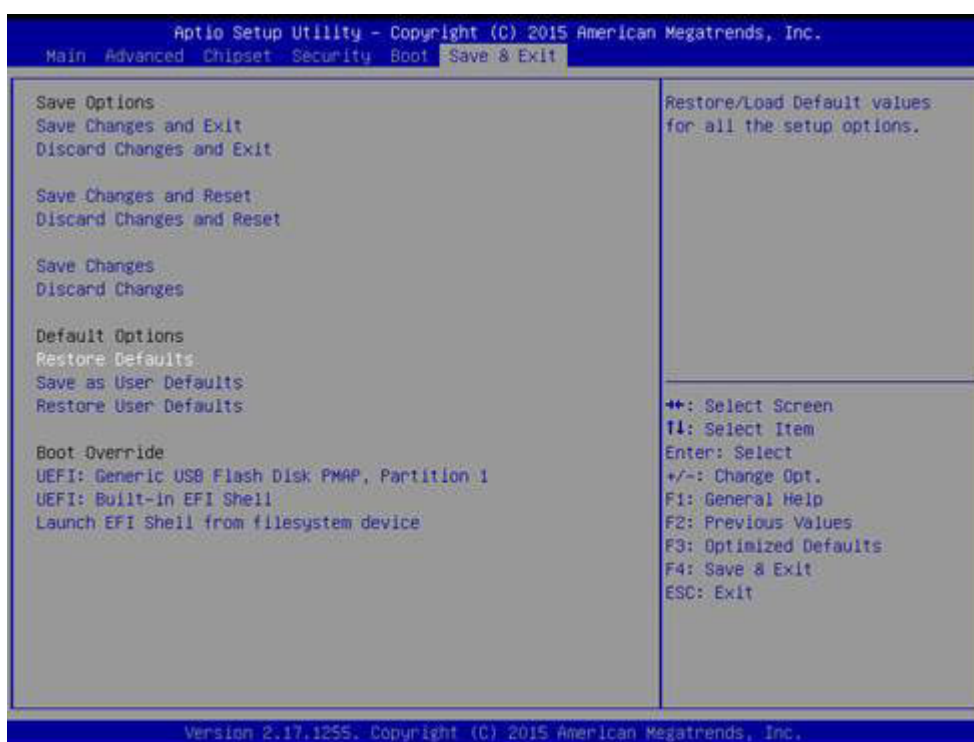 Aptio Setup Utility – Copyright (C) 2015 American Megatrends, Inc.
Main Advanced Chipset Security Boot Save & Exit
Save Options
Save Changes and Exit
Discard Changes and Exit
Save Changes and Reset
Discard Changes and Reset
Save Changes
Discard Changes
Default Options
Restore Defaults
Save as User Defaults
Restore User Defaults
Boot Override
UEFI: Generic USB Flash Disk PMAP, Partition 1
UEFI: Built-in EFI Shell
Launch EFI Shell from filesystem device
Restore/Load Default values
for all the setup options.
→←: Select Screen
↑↓: Select Item
Enter: Select
+/-: Change Opt.
F1: General Help
F2: Previous Values
F3: Optimized Defaults
F4: Save & Exit
ESC: Exit
Version 2.17.1255. Copyright (C) 2015 American Megatrends, Inc.